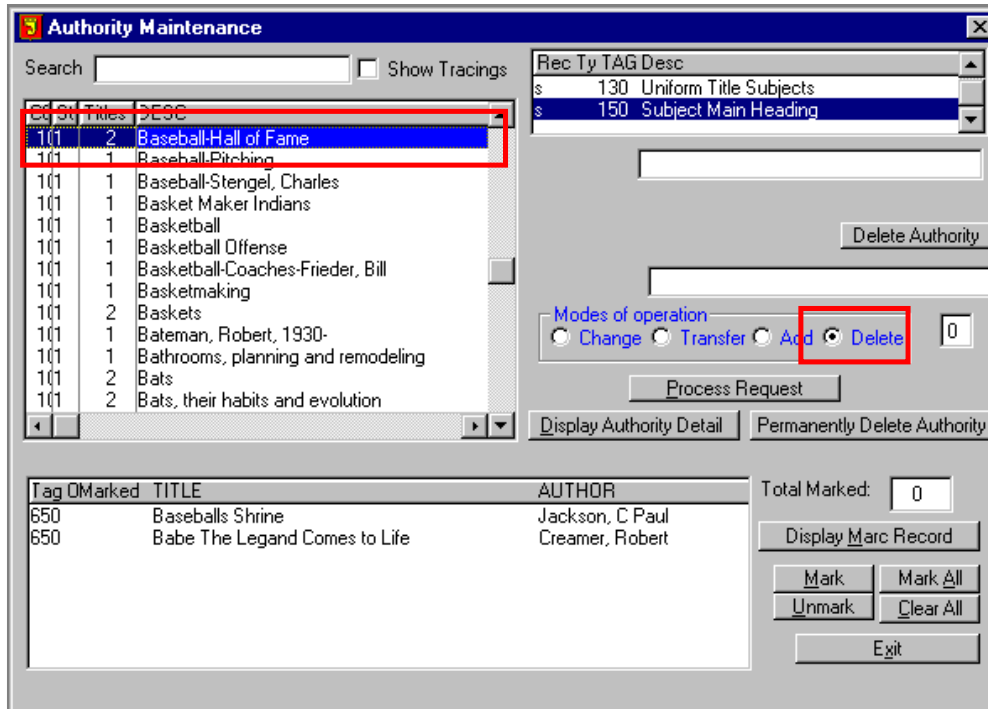 Authority Maintenance
Search
Show Tracings
Titles DESC
101 2 Baseball-Hall of Fame
101 1 Baseball-Pitching
101 1 Baseball-Stengel, Charles
101 1 Basket Maker Indians
101 1 Basketball
101 1 Basketball Offense
101 1 Basketball-Coaches-Frieder, Bill
101 1 Basketmaking
101 2 Baskets
101 1 Bateman, Robert, 1930-
101 1 Bathrooms, planning and remodeling
101 2 Bats
101 2 Bats, their habits and evolution
Rec Ty TAG Desc
s 130 Uniform Title Subjects
s 150 Subject Main Heading
Delete Authority
Modes of operation
Change Transfer Add Delete 0
Process Request
Display Authority Detail Permanently Delete Authority
Tag OMarked TITLE AUTHOR
650 Baseballs Shrine Jackson, C Paul
650 Babe The Legand Comes to Life Creamer, Robert
Total Marked: 0
Display Marc Record
Mark Mark All
Unmark Clear All
Exit